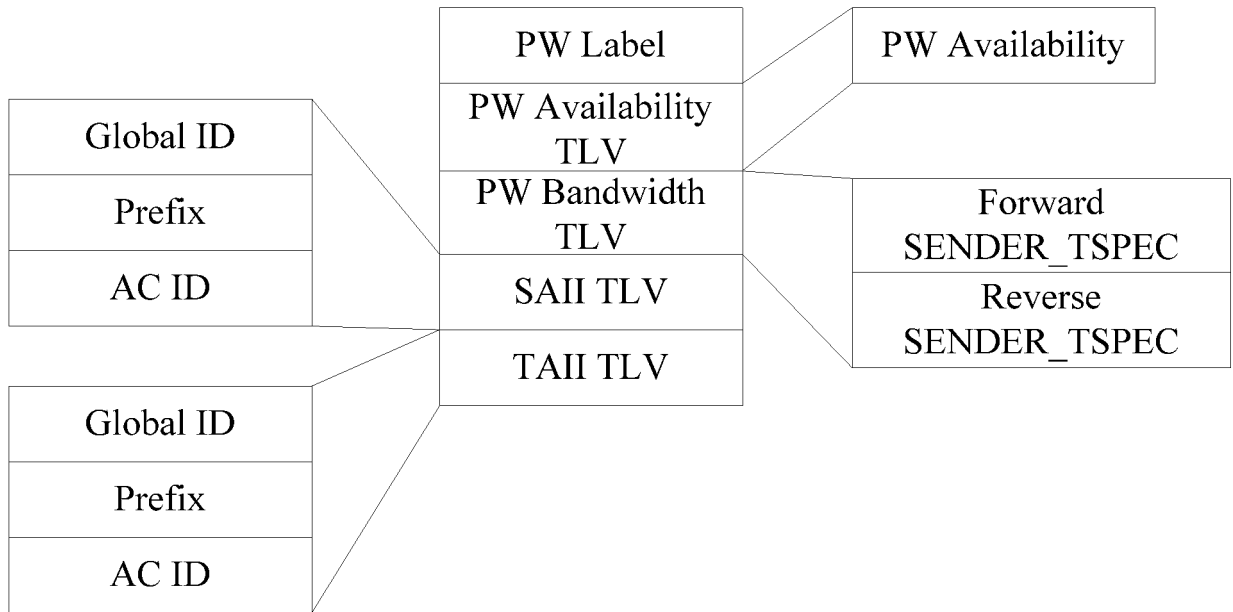 PW Label
PW Availability
TLV
PW Bandwidth
TLV
SAII TLV
TAII TLV
PW Availability
Forward
SENDER_TSPEC
Reverse
SENDER_TSPEC
Global ID
Prefix
AC ID
Global ID
Prefix
AC ID